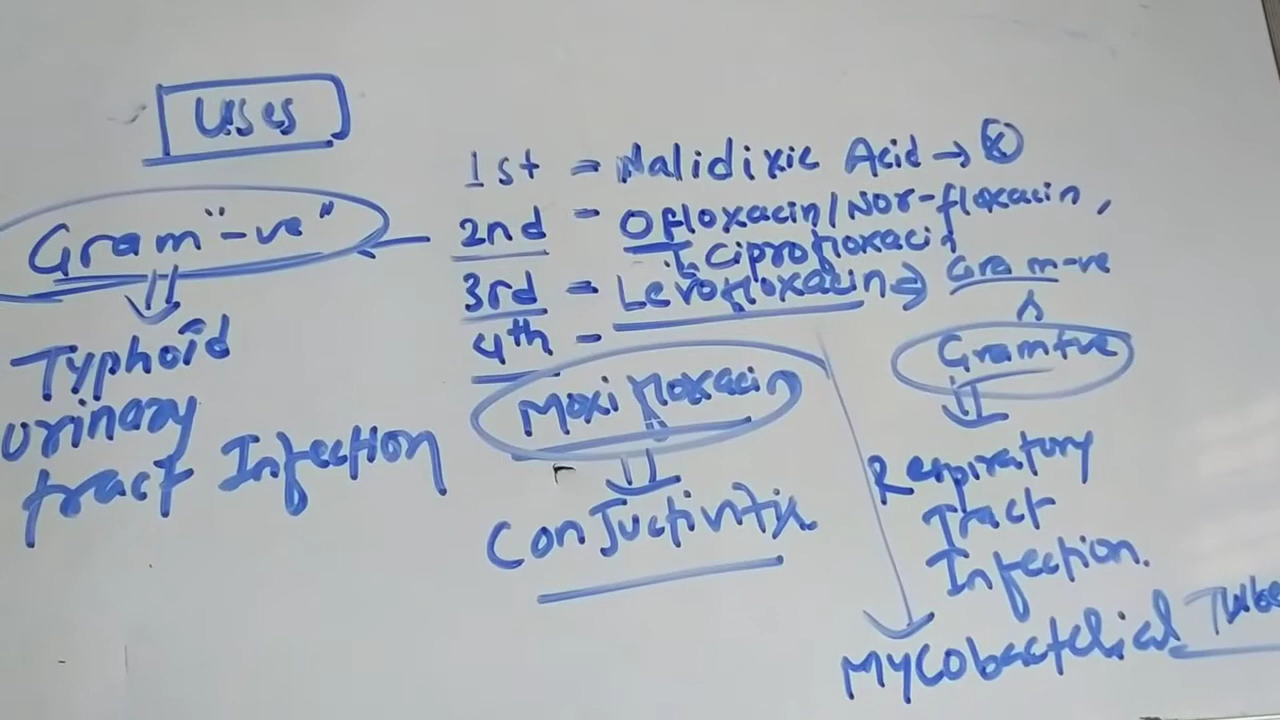 Uses
1st = Nalidixic Acid → ⓧ
2nd = Ofloxacin/Nor-floxacin,
Ciprofloxacin
3rd = Levofloxacin ⇒ Gram-ve
4th - Moxifloxacin
Conjuctivitis
Gram "-ve"
Typhoid
Urinary
tract Infection
Gram+ve
Respiratory
Tract
Infection.
Mycobacterial Tube